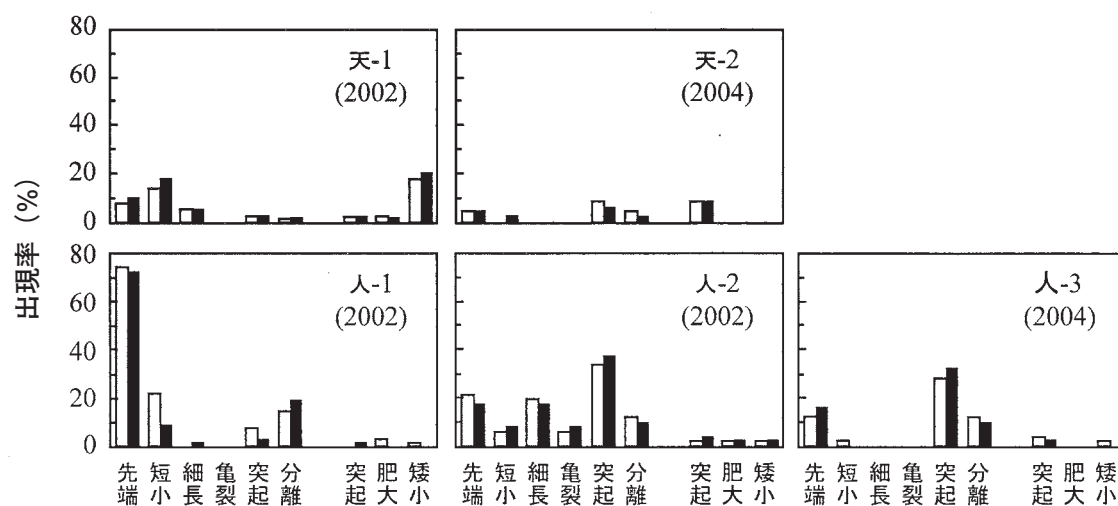 出現率 (%)
80
60
40
20
0
天-1
(2002)
天-2
(2004)
80
60
40
20
0
人-1
(2002)
人-2
(2002)
人-3
(2004)
先端 短小 細長 亀裂 突起 分離 突起 肥大 矮小
先端 短小 細長 亀裂 突起 分離 突起 肥大 矮小
先端 短小 細長 亀裂 突起 分離 突起 肥大 矮小